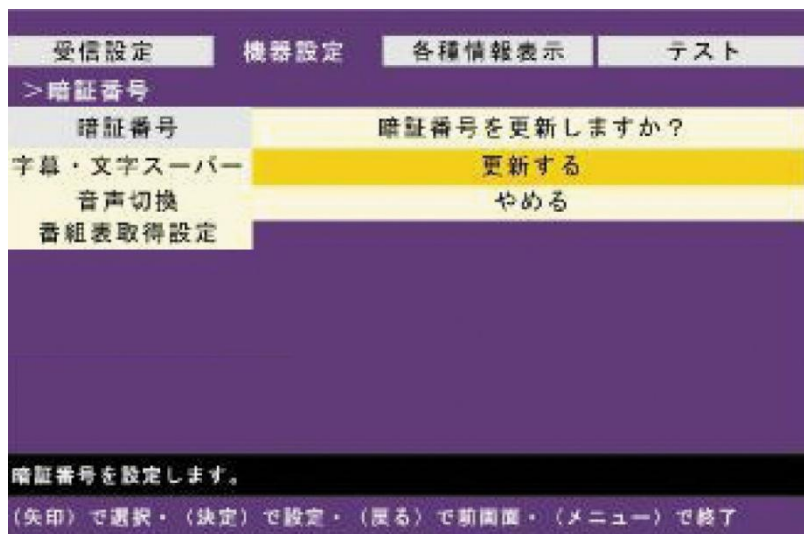 受信設定 機器設定 各種情報表示 テスト
＞暗証番号
暗証番号 暗証番号を更新しますか？
字幕・文字スーパー 更新する
音声切換 やめる
番組表取得設定
暗証番号を設定します。
（矢印）で選択・（決定）で設定・（戻る）で前画面・（メニュー）で終了